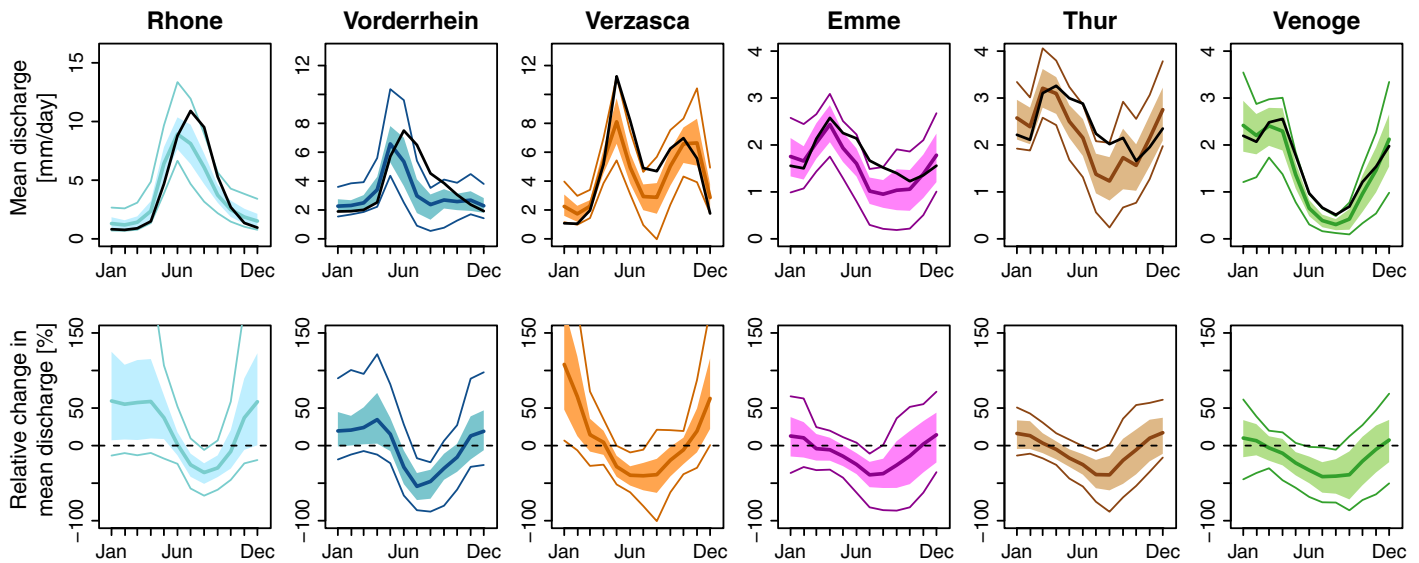 Rhone Vorderrhein Verzasca Emme Thur Venoge
Mean discharge
[mm/day]
0 5 10 15
Jan Jun Dec
0 2 4 6 8 12
Jan Jun Dec
0 2 4 6 8 12
Jan Jun Dec
0 1 2 3 4
Jan Jun Dec
0 1 2 3 4
Jan Jun Dec
0 1 2 3 4
Jan Jun Dec
Relative change in
mean discharge [%]
−100 0 50 150
Jan Jun Dec
−100 0 50 150
Jan Jun Dec
−100 0 50 150
Jan Jun Dec
−100 0 50 150
Jan Jun Dec
−100 0 50 150
Jan Jun Dec
−100 0 50 150
Jan Jun Dec